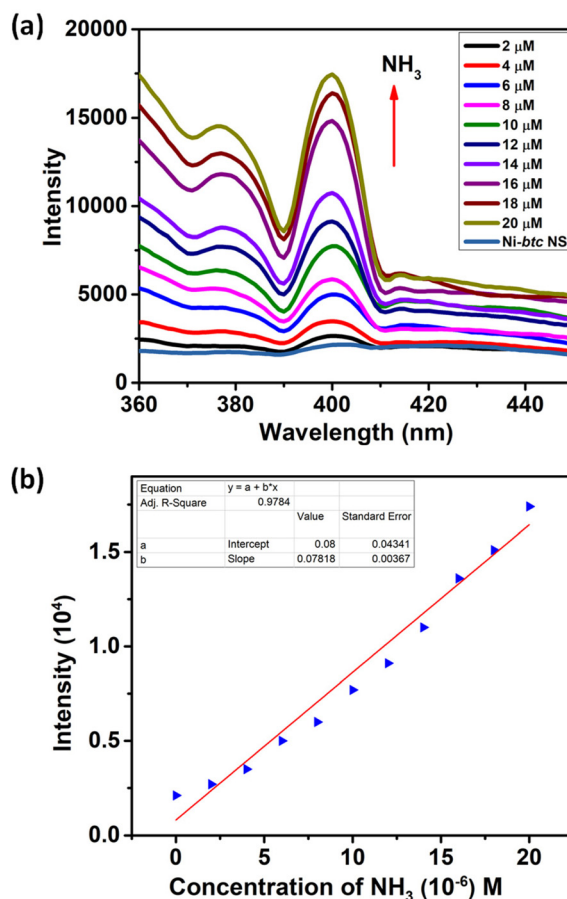 (a)
20000
15000
10000
5000
0
Intensity
NH3
2 μM
4 μM
6 μM
8 μM
10 μM
12 μM
14 μM
16 μM
18 μM
20 μM
Ni-btc NS
360 380 400 420 440
Wavelength (nm)
(b)
Equation y = a + b*x
Adj. R-Square 0.9784
Value Standard Error
a Intercept 0.08 0.04341
b Slope 0.07818 0.00367
1.5
1.0
0.5
0.0
Intensity (10⁴)
0 5 10 15 20
Concentration of NH3 (10⁻⁶) M